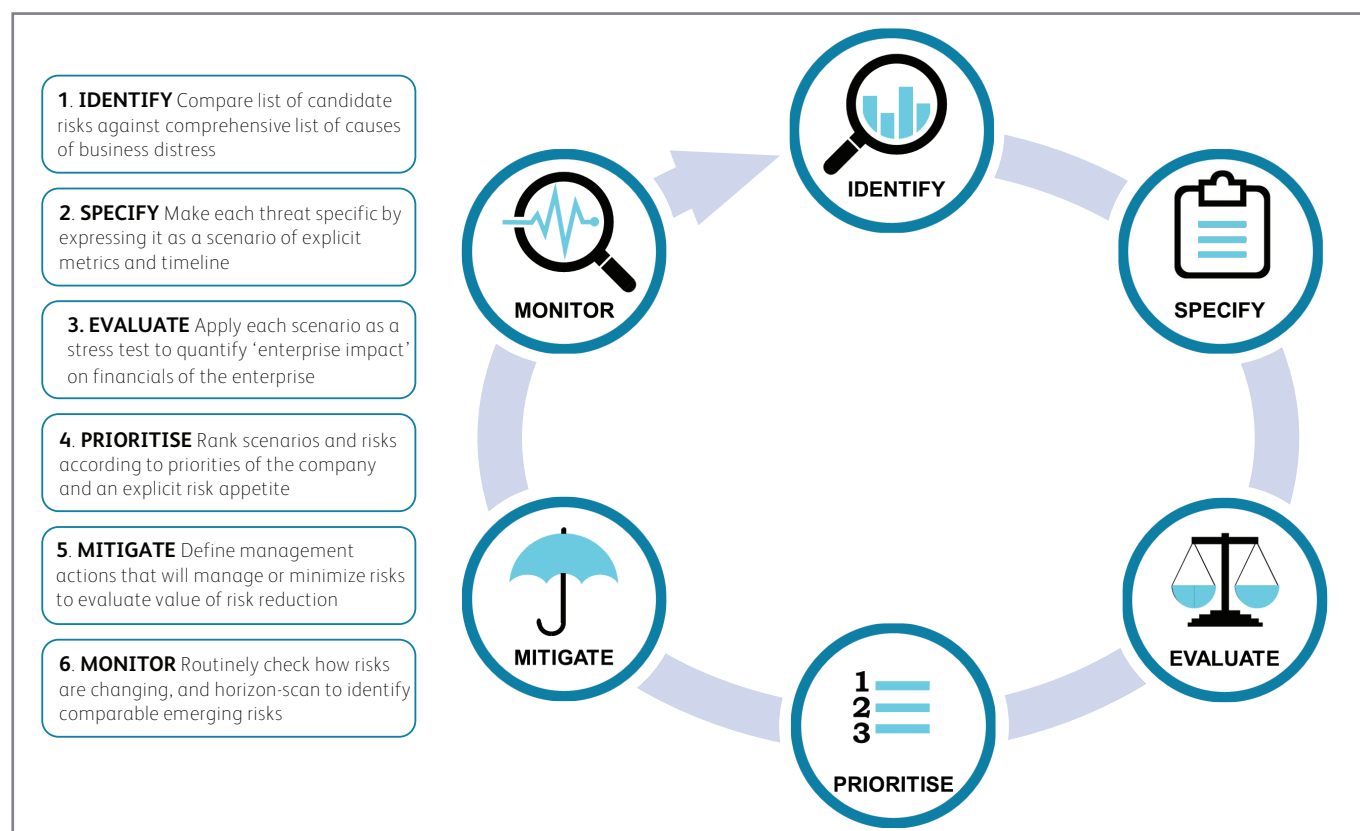 1. IDENTIFY Compare list of candidate
risks against comprehensive list of causes
of business distress
2. SPECIFY Make each threat specific by
expressing it as a scenario of explicit
metrics and timeline
3. EVALUATE Apply each scenario as a
stress test to quantify ‘enterprise impact’
on financials of the enterprise
4. PRIORITISE Rank scenarios and risks
according to priorities of the company
and an explicit risk appetite
5. MITIGATE Define management
actions that will manage or minimize risks
to evaluate value of risk reduction
6. MONITOR Routinely check how risks
are changing, and horizon-scan to identify
comparable emerging risks
IDENTIFY
SPECIFY
EVALUATE
1
2
3
PRIORITISE
MITIGATE
MONITOR